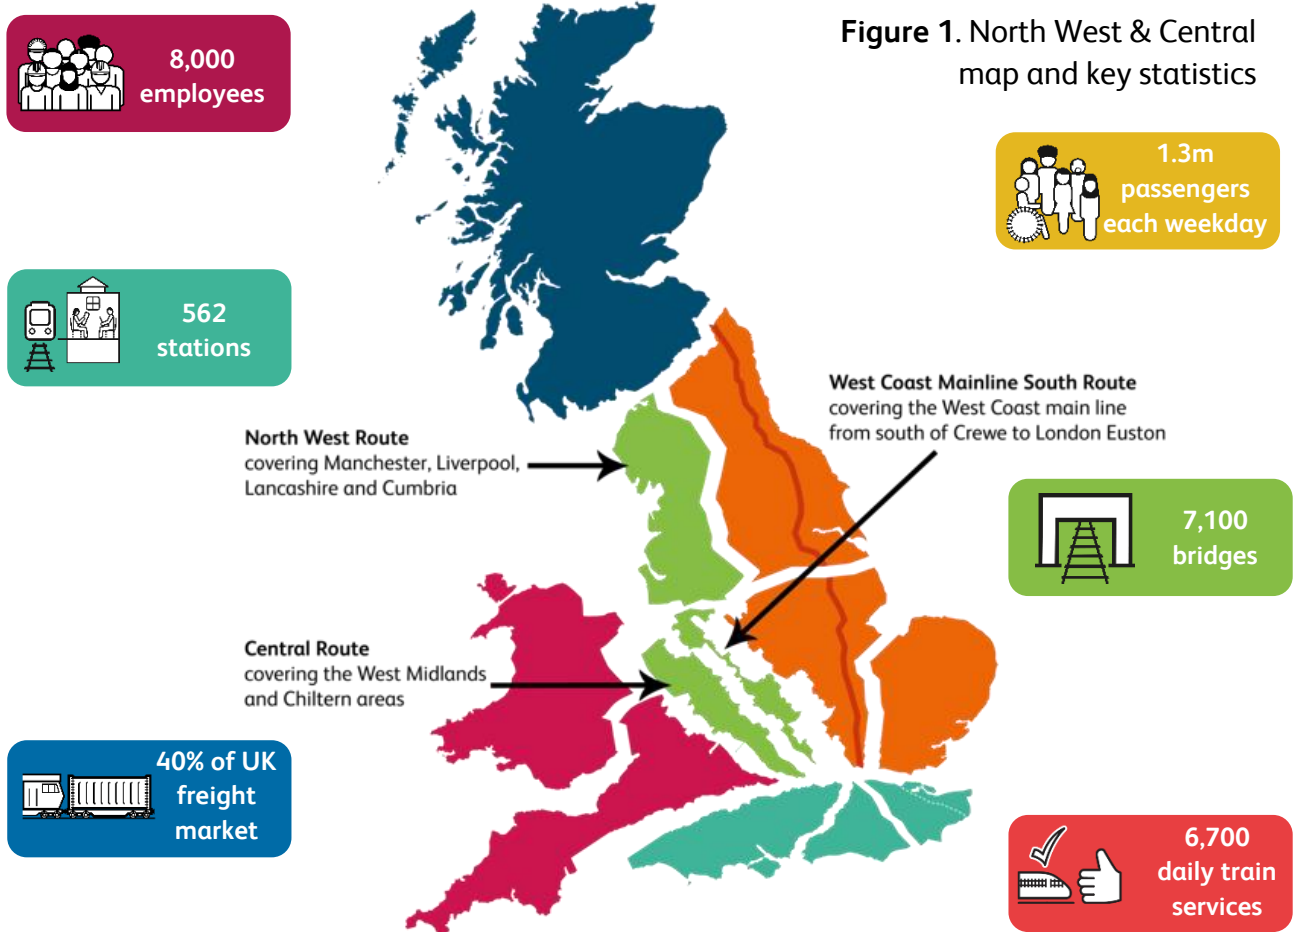 Figure 1. North West & Central
map and key statistics
8,000
employees
1.3m
passengers
each weekday
562
stations
West Coast Mainline South Route
covering the West Coast main line
from south of Crewe to London Euston
North West Route
covering Manchester, Liverpool,
Lancashire and Cumbria
7,100
bridges
Central Route
covering the West Midlands
and Chiltern areas
40% of UK
freight
market
6,700
daily train
services